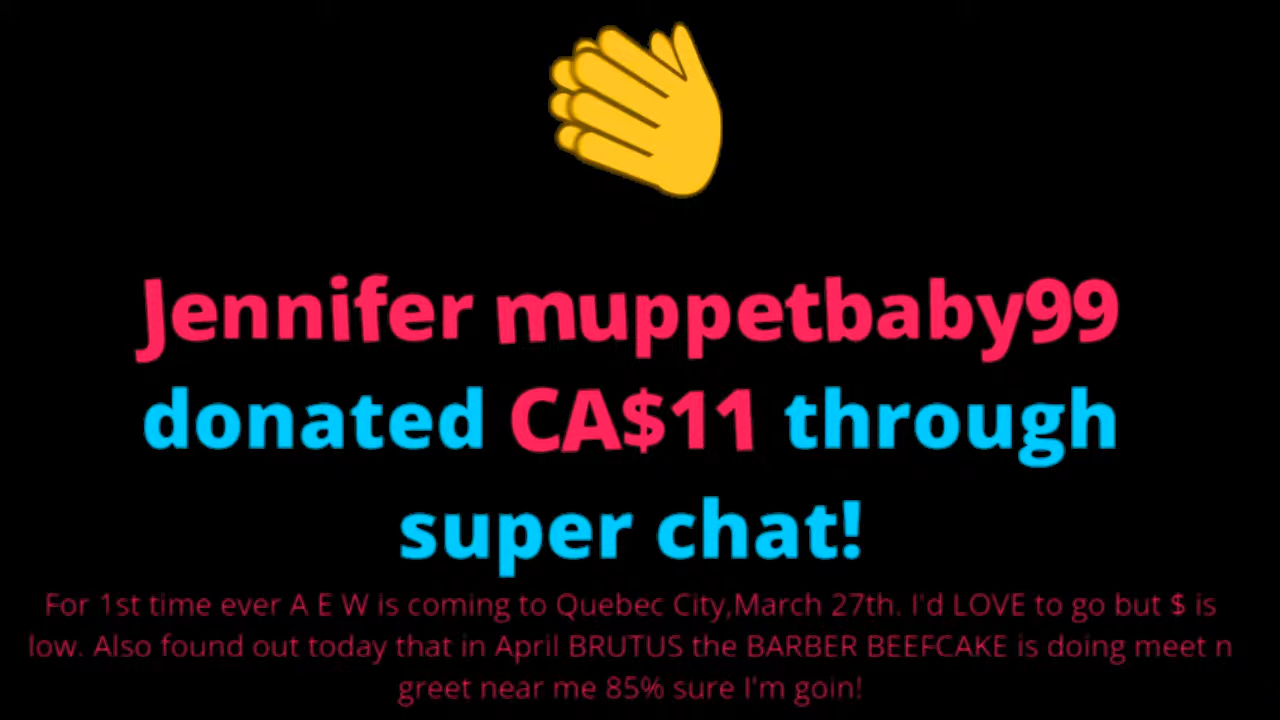 Jennifer muppetbaby99
donated CA$11 through
super chat!
For 1st time ever A E W is coming to Quebec City,March 27th. I'd LOVE to go but $ is
low. Also found out today that in April BRUTUS the BARBER BEEFCAKE is doing meet n
greet near me 85% sure I'm goin!